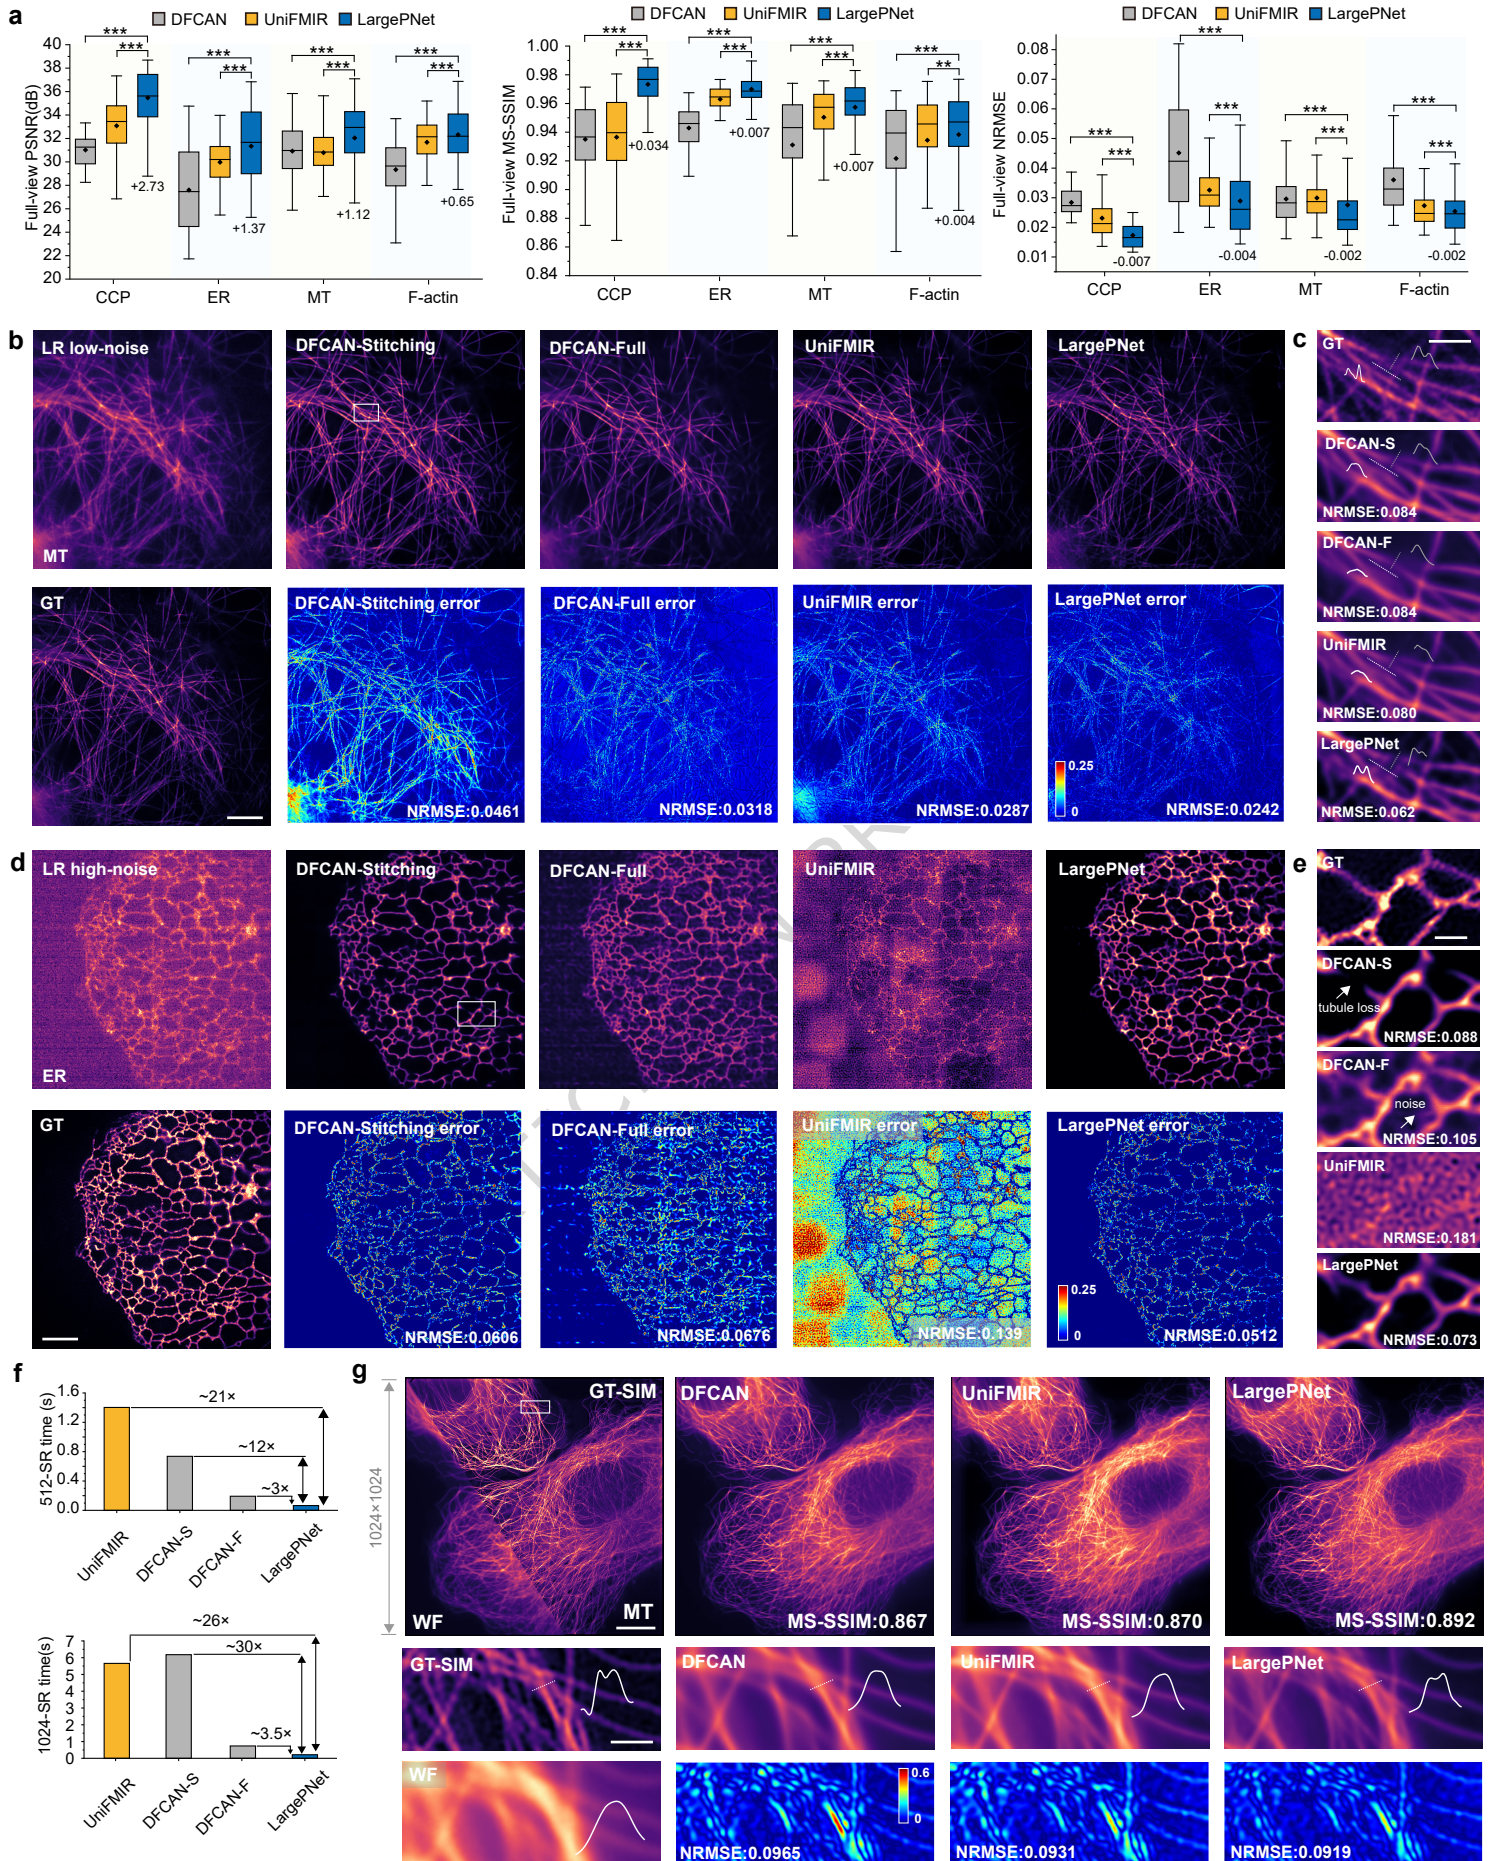 a
DFCAN UniFMIR LargePNet
Full-view PSNR(dB)
40
38
36
34
32
30
28
26
24
22
20
*** *** *** *** *** *** *** ***
+2.73
+1.37
+1.12
+0.65
CCP ER MT F-actin
DFCAN UniFMIR LargePNet
Full-view MS-SSIM
1.00
0.98
0.96
0.94
0.92
0.90
0.88
0.86
0.84
*** *** *** *** *** *** *** **
+0.034
+0.007
+0.007
+0.004
CCP ER MT F-actin
DFCAN UniFMIR LargePNet
Full-view NRMSE
0.08
0.07
0.06
0.05
0.04
0.03
0.02
0.01
*** *** *** *** *** *** *** ***
-0.007
-0.004
-0.002
-0.002
CCP ER MT F-actin
b
LR low-noise
MT
DFCAN-Stitching
DFCAN-Full
UniFMIR
LargePNet
GT
DFCAN-Stitching error
NRMSE:0.0461
DFCAN-Full error
NRMSE:0.0318
UniFMIR error
NRMSE:0.0287
LargePNet error
0.25
0
NRMSE:0.0242
c
GT
DFCAN-S
NRMSE:0.084
DFCAN-F
NRMSE:0.084
UniFMIR
NRMSE:0.080
LargePNet
NRMSE:0.062
d
LR high-noise
ER
DFCAN-Stitching
DFCAN-Full
UniFMIR
LargePNet
GT
DFCAN-Stitching error
NRMSE:0.0606
DFCAN-Full error
NRMSE:0.0676
UniFMIR error
NRMSE:0.139
LargePNet error
0.25
0
NRMSE:0.0512
e
GT
DFCAN-S
tubule loss
NRMSE:0.088
DFCAN-F
noise
NRMSE:0.105
UniFMIR
NRMSE:0.181
LargePNet
NRMSE:0.073
f
512-SR time (s)
1.6
1.2
0.8
0.4
0.0
~21×
~12×
~3×
UniFMIR DFCAN-S DFCAN-F LargePNet
1024-SR time(s)
7
6
5
4
3
2
1
0
~26×
~30×
~3.5×
UniFMIR DFCAN-S DFCAN-F LargePNet
g
1024×1024
GT-SIM
WF
MT
DFCAN
MS-SSIM:0.867
UniFMIR
MS-SSIM:0.870
LargePNet
MS-SSIM:0.892
GT-SIM
DFCAN
UniFMIR
LargePNet
WF
0.6
0
NRMSE:0.0965
NRMSE:0.0931
NRMSE:0.0919